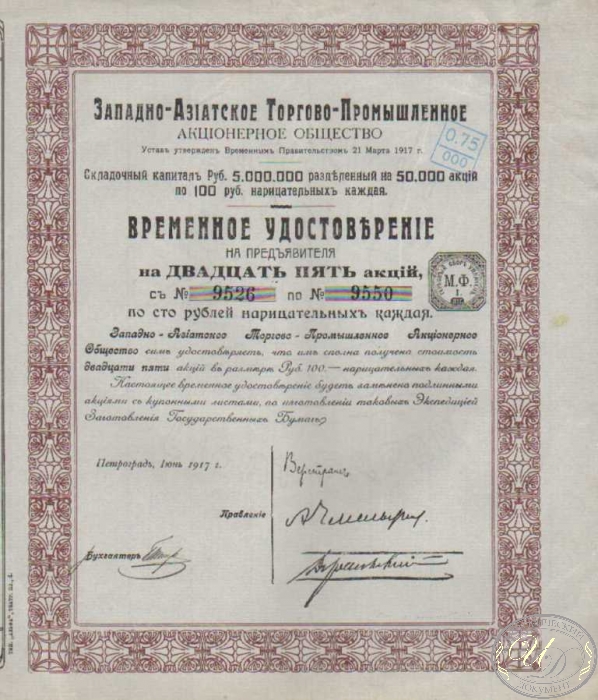 Западно-Азіатское Торгово-Промышленное
АКЦІОНЕРНОЕ ОБЩЕСТВО
Уставъ утвержденъ Временнымъ Правительствомъ 21 Марта 1917 г.
0.75
000
Складочный капиталъ Руб. 5.000.000 раздѣленный на 50.000 акцій
по 100 руб. нарицательныхъ каждая.
Временное Удостовѣреніе
НА ПРЕДЪЯВИТЕЛЯ
на ДВАДЦАТЬ ПЯТЬ акцій,
съ № 9526 по № 9550
М.Ф.
1.
по сто рублей нарицательныхъ каждая.
Западно-Азіатское Торгово-Промышленное Акціонерное
Общество симъ удостовѣряетъ, что имъ сполна получено стоимость
двадцати пяти акцій въ размѣрѣ Руб. 100.— нарицательныхъ каждая.
Настоящее временное удостовѣреніе будетъ замѣнено подлинными
акціями съ купонными листами, по изготовленіи таковыхъ Экспедиціей
Заготовленія Государственныхъ Бумагъ.
Петроградъ, Іюнь 1917 г.
Правленіе
Бухгалтеръ
ДОКУМЕНТ